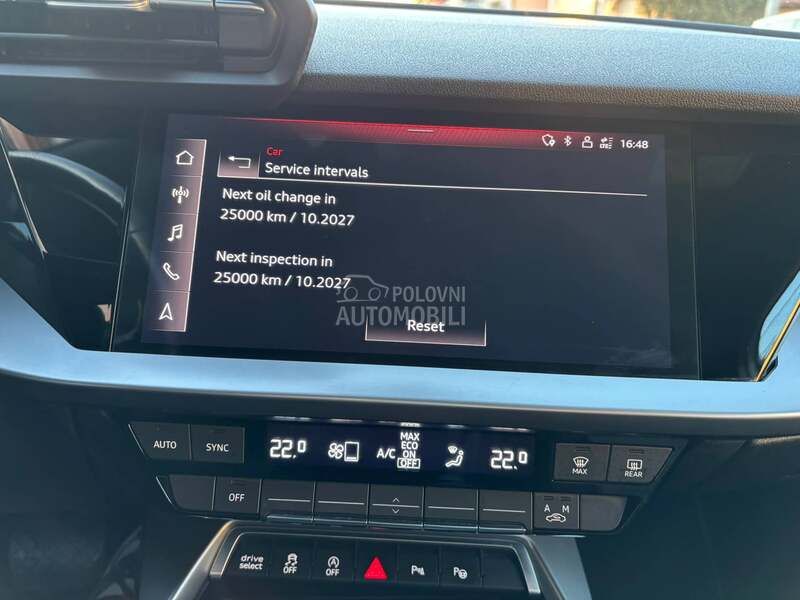 16:48
Car
Service intervals
Next oil change in
25000 km / 10.2027
Next inspection in
25000 km / 10.2027
POLOVNI
AUTOMOBILI
Reset
AUTO
SYNC
22.0
A/C
MAX
ECO
ON
OFF
22.0
MAX
REAR
OFF
A M
drive
select
OFF
OFF
P
P